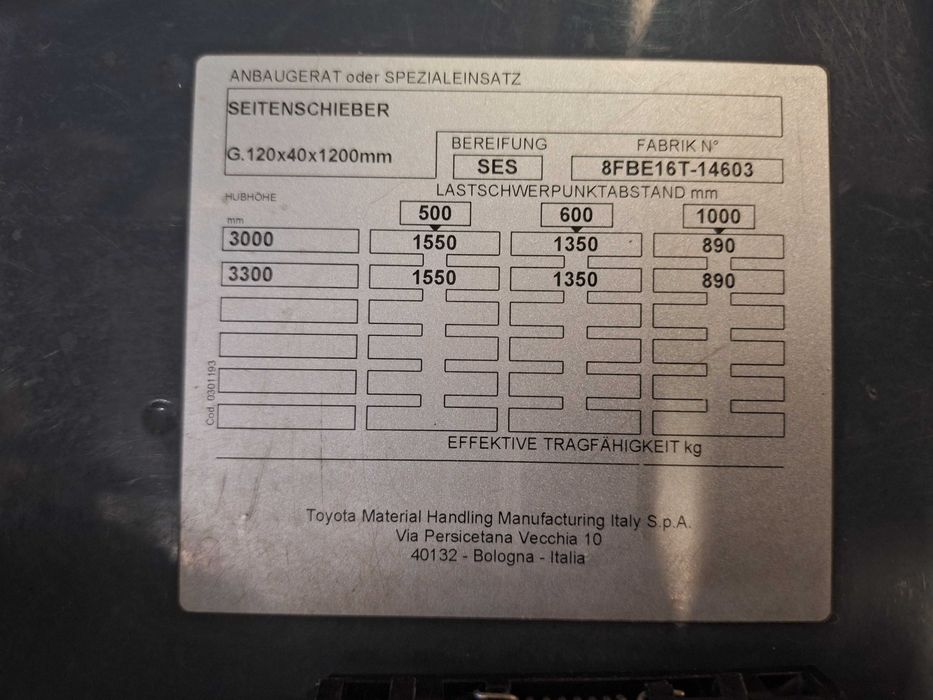 ANBAUGERAT oder SPEZIALEINSATZ
SEITENSCHIEBER
G.120x40x1200mm
BEREIFUNG
FABRIK N°
SES
8FBE16T-14603
HUBHÖHE
LASTSCHWERPUNKTABSTAND mm
mm
500 600 1000
3000 1550 1350 890
3300 1550 1350 890
Cod. 0301193
EFFEKTIVE TRAGFÄHIGKEIT kg
Toyota Material Handling Manufacturing Italy S.p.A.
Via Persicetana Vecchia 10
40132 - Bologna - Italia